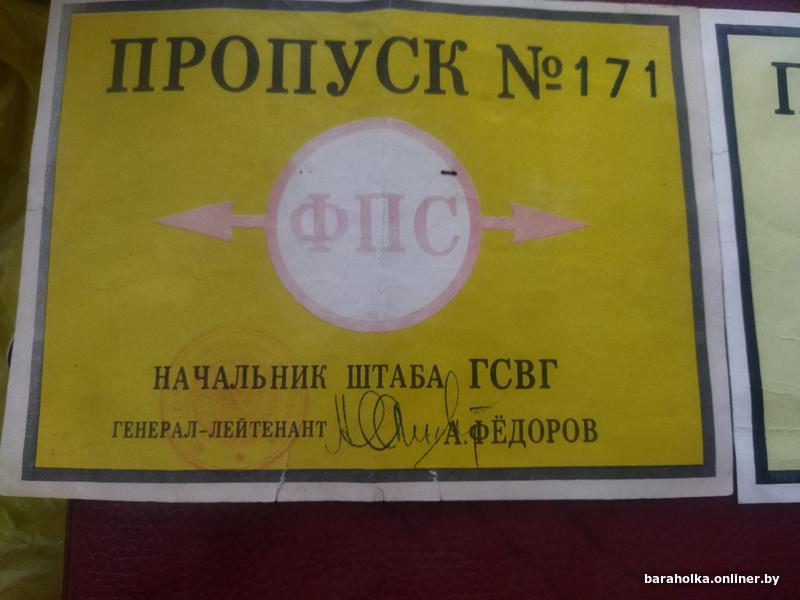 ПРОПУСК №171
ФПС
НАЧАЛЬНИК ШТАБА ГСВГ
ГЕНЕРАЛ-ЛЕЙТЕНАНТ А.ФЁДОРОВ
П
baraholka.onliner.by